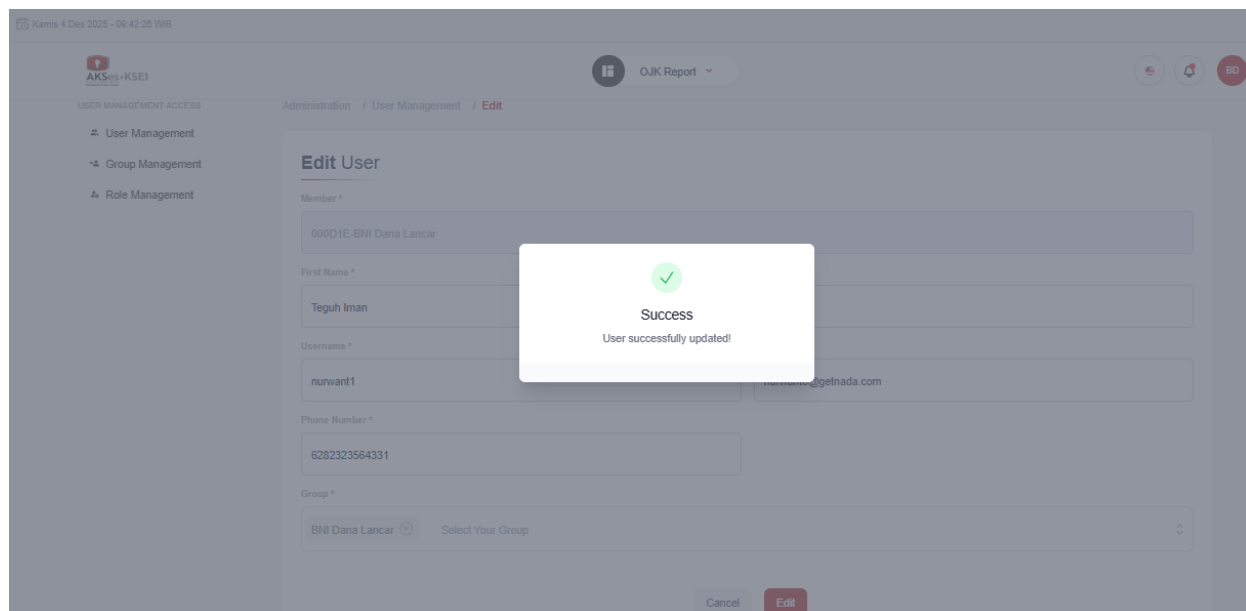 Kamis 4 Des 2025 - 09:42:26 WIB
AKSes-KSEI
OJK Report
BD
USER MANAGEMENT ACCESS
User Management
Group Management
Role Management
Administration / User Management / Edit
Edit User
Member *
000D1E-BNI Dana Lancar
First Name *
Teguh Iman
Success
User successfully updated!
Username *
nurwant1
@getnada.com
Phone Number *
6282323564331
Group *
BNI Dana Lancar
Select Your Group
Cancel
Edit